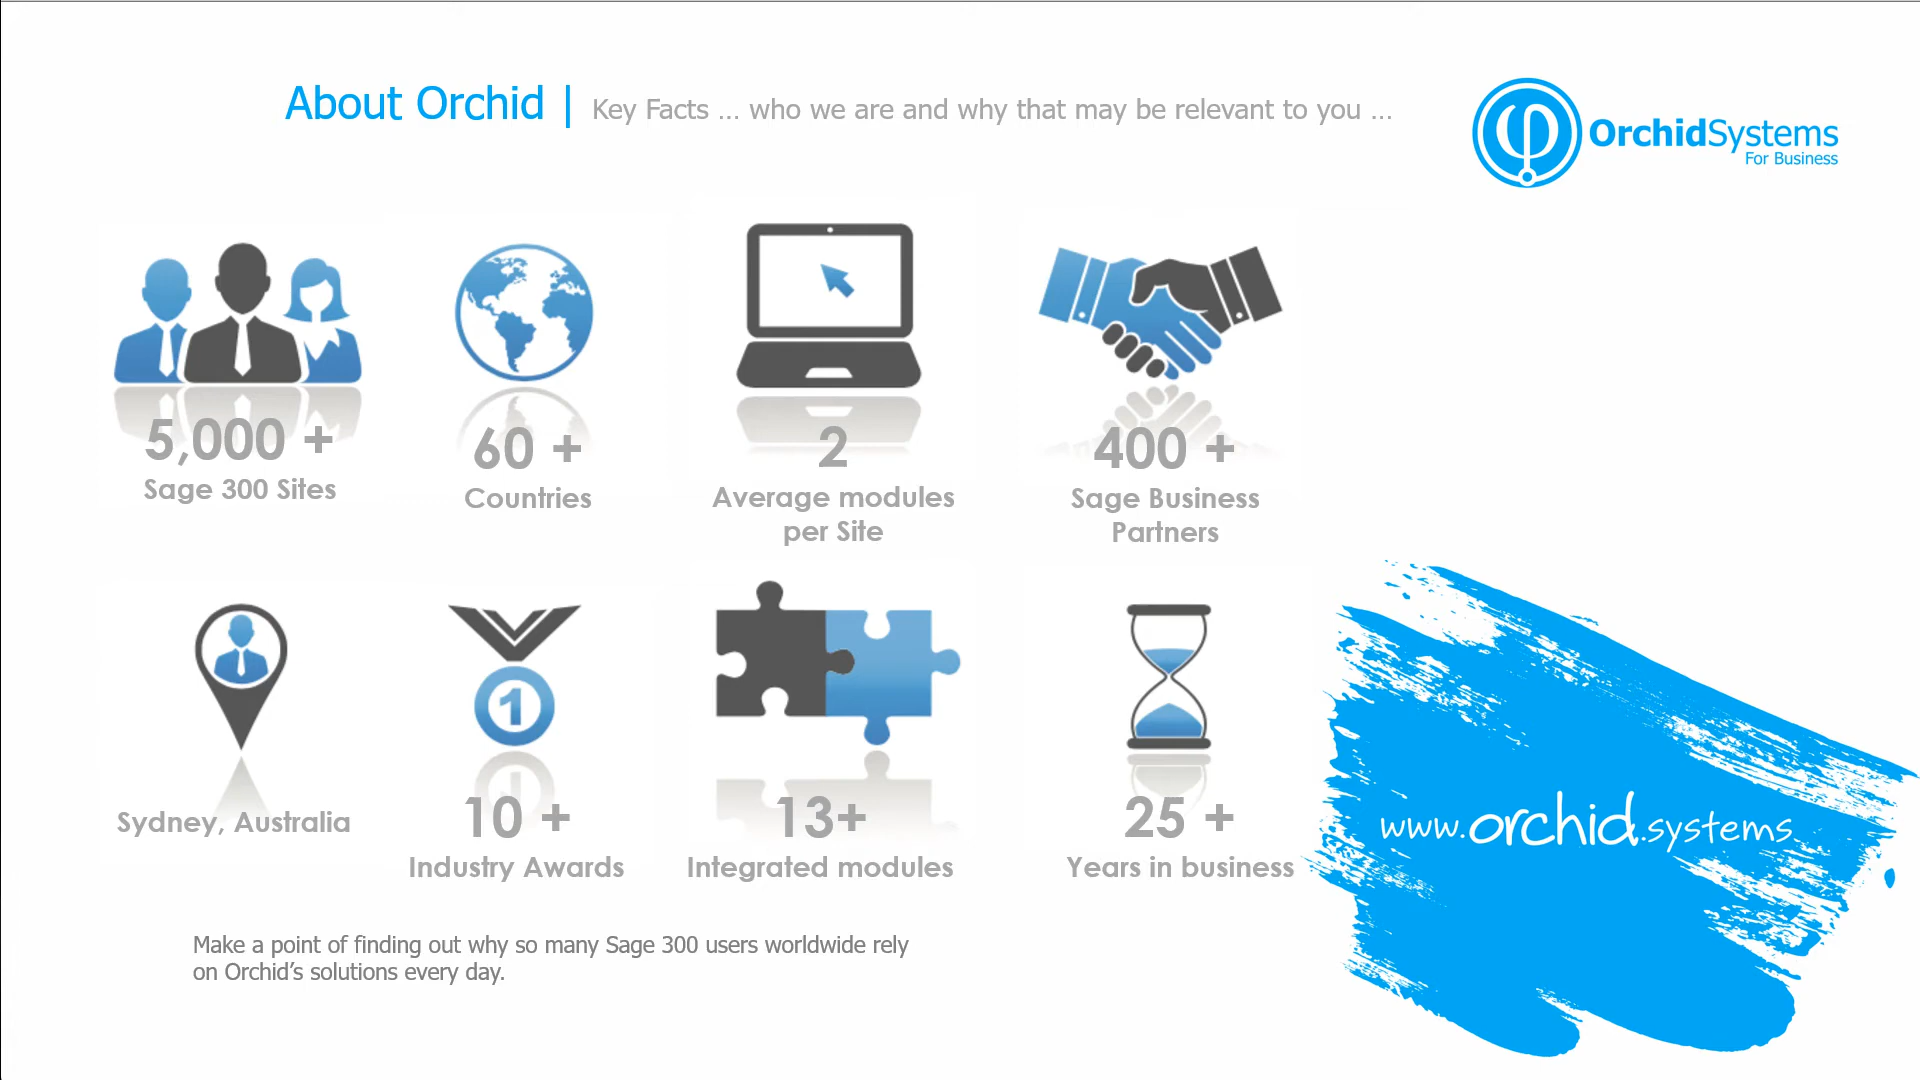 About Orchid | Key Facts ... who we are and why that may be relevant to you ...
OrchidSystems
For Business
5,000 +
Sage 300 Sites
60 +
Countries
2
Average modules
per Site
400 +
Sage Business
Partners
Sydney, Australia
1
10 +
Industry Awards
13+
Integrated modules
25 +
Years in business
www.orchid.systems
Make a point of finding out why so many Sage 300 users worldwide rely
on Orchid’s solutions every day.